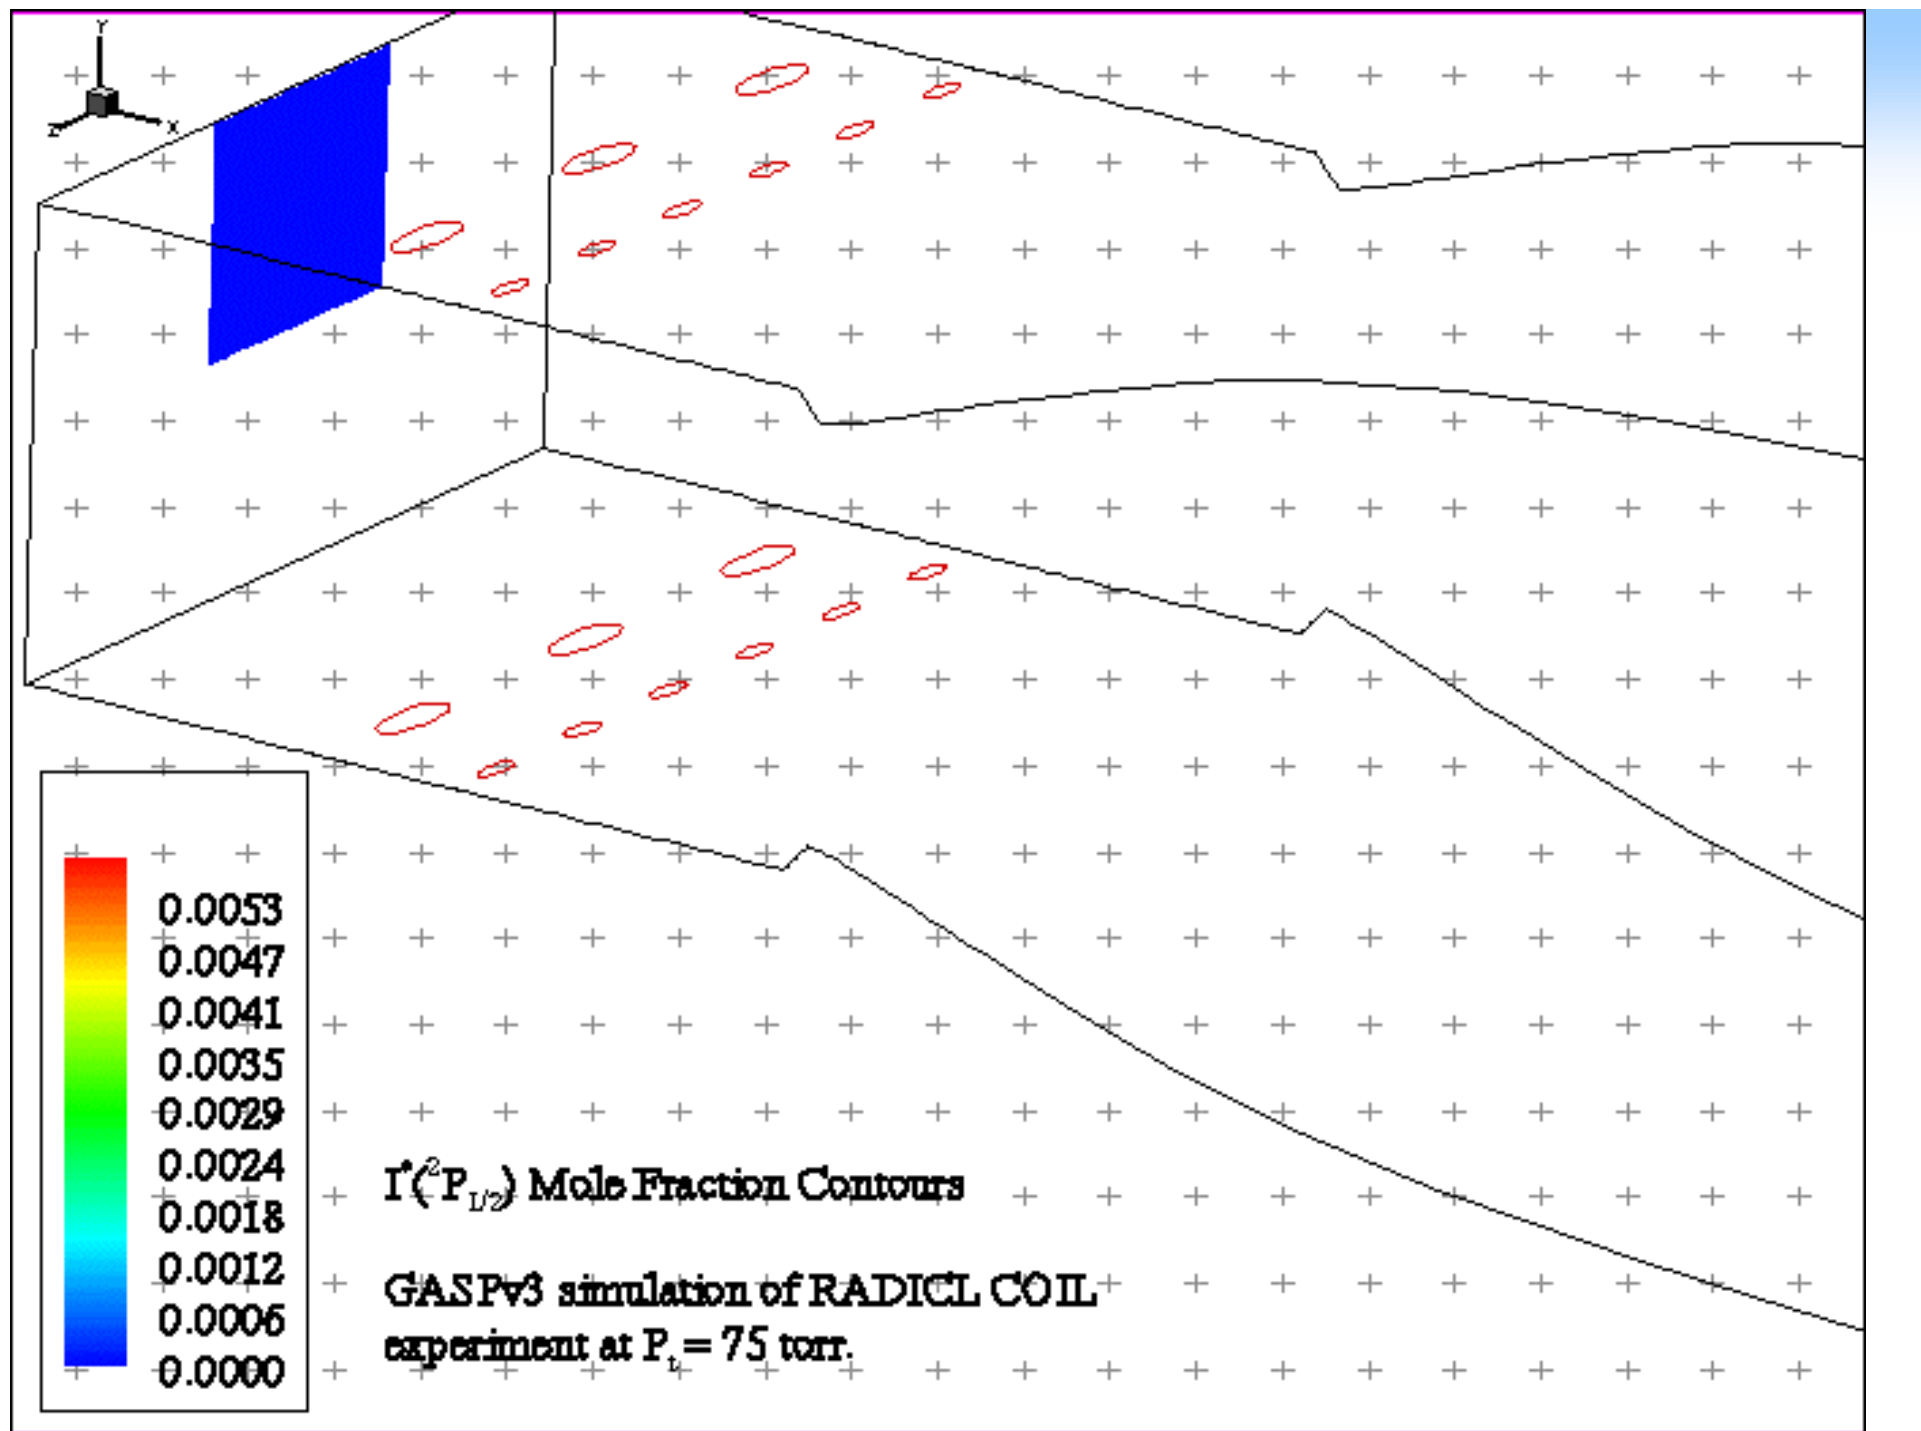 Y
Z
X
0.0053
0.0047
0.0041
0.0035
0.0029
0.0024
0.0018
0.0012
0.0006
0.0000
I*(²P1/2) Mole Fraction Contours
GASPv3 simulation of RADICL COIL
experiment at Pt = 75 torr.